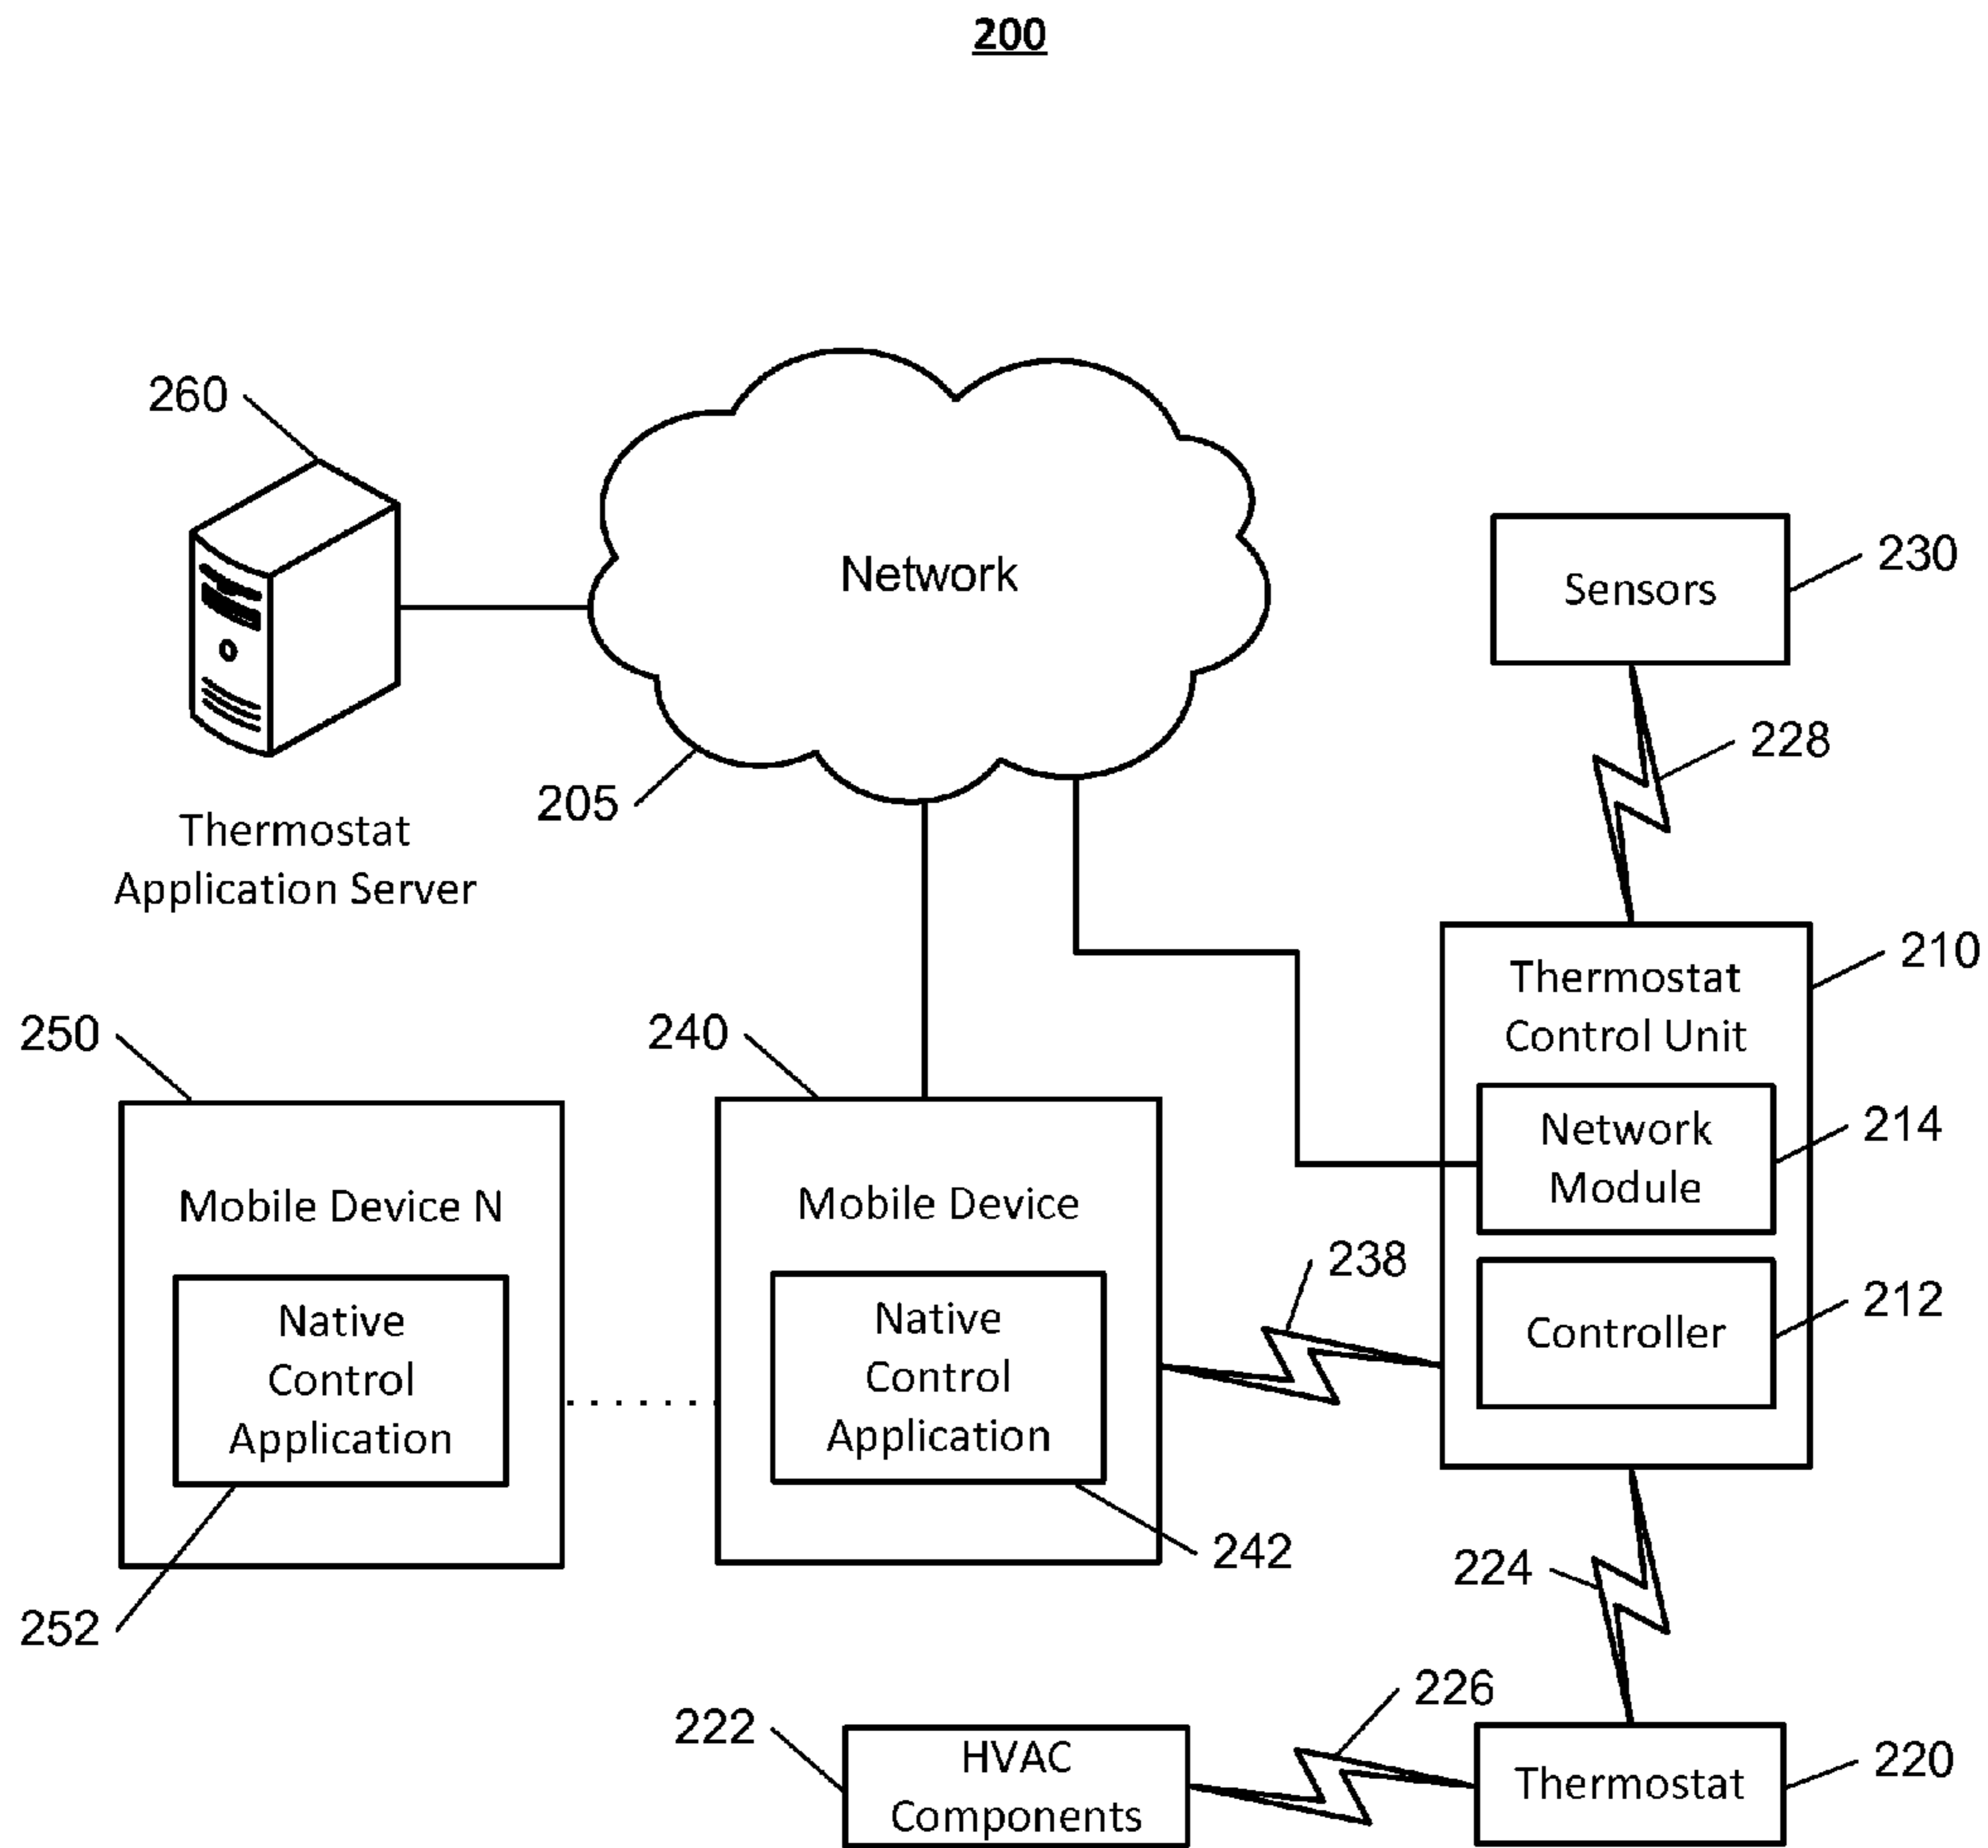 200
260
Network
Sensors
230
228
205
Thermostat
Application Server
210
Thermostat
Control Unit
250
240
Network
Module
214
Mobile Device N
Mobile Device
238
Native
Control
Application
Native
Control
Application
Controller
212
242
252
224
226
222
HVAC
Components
Thermostat
220